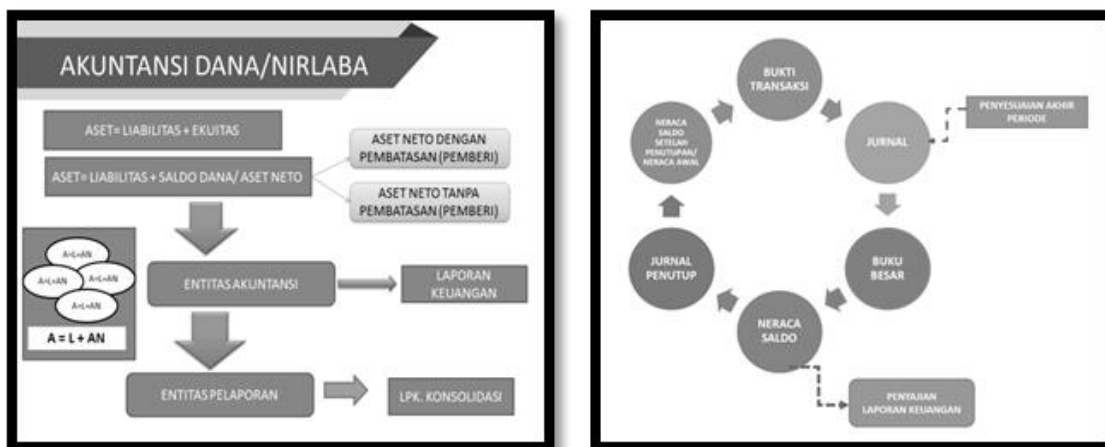 AKUNTANSI DANA/NIRLABA
ASET= LIABILITAS + EKUITAS
ASET= LIABILITAS + SALDO DANA/ ASET NETO
ASET NETO DENGAN
PEMBATASAN (PEMBERI)
ASET NETO TANPA
PEMBATASAN (PEMBERI)
A=L+AN
A=L+AN
A=L+AN
A=L+AN
A = L + AN
ENTITAS AKUNTANSI
LAPORAN
KEUANGAN
ENTITAS PELAPORAN
LPK. KONSOLIDASI
BUKTI
TRANSAKSI
PENYESUAIAN AKHIR
PERIODE
JURNAL
BUKU
BESAR
NERACA
SALDO
PENYAJIAN
LAPORAN KEUANGAN
JURNAL
PENUTUP
NERACA
SALDO
SETELAH
PENUTUPAN/
NERACA AWAL